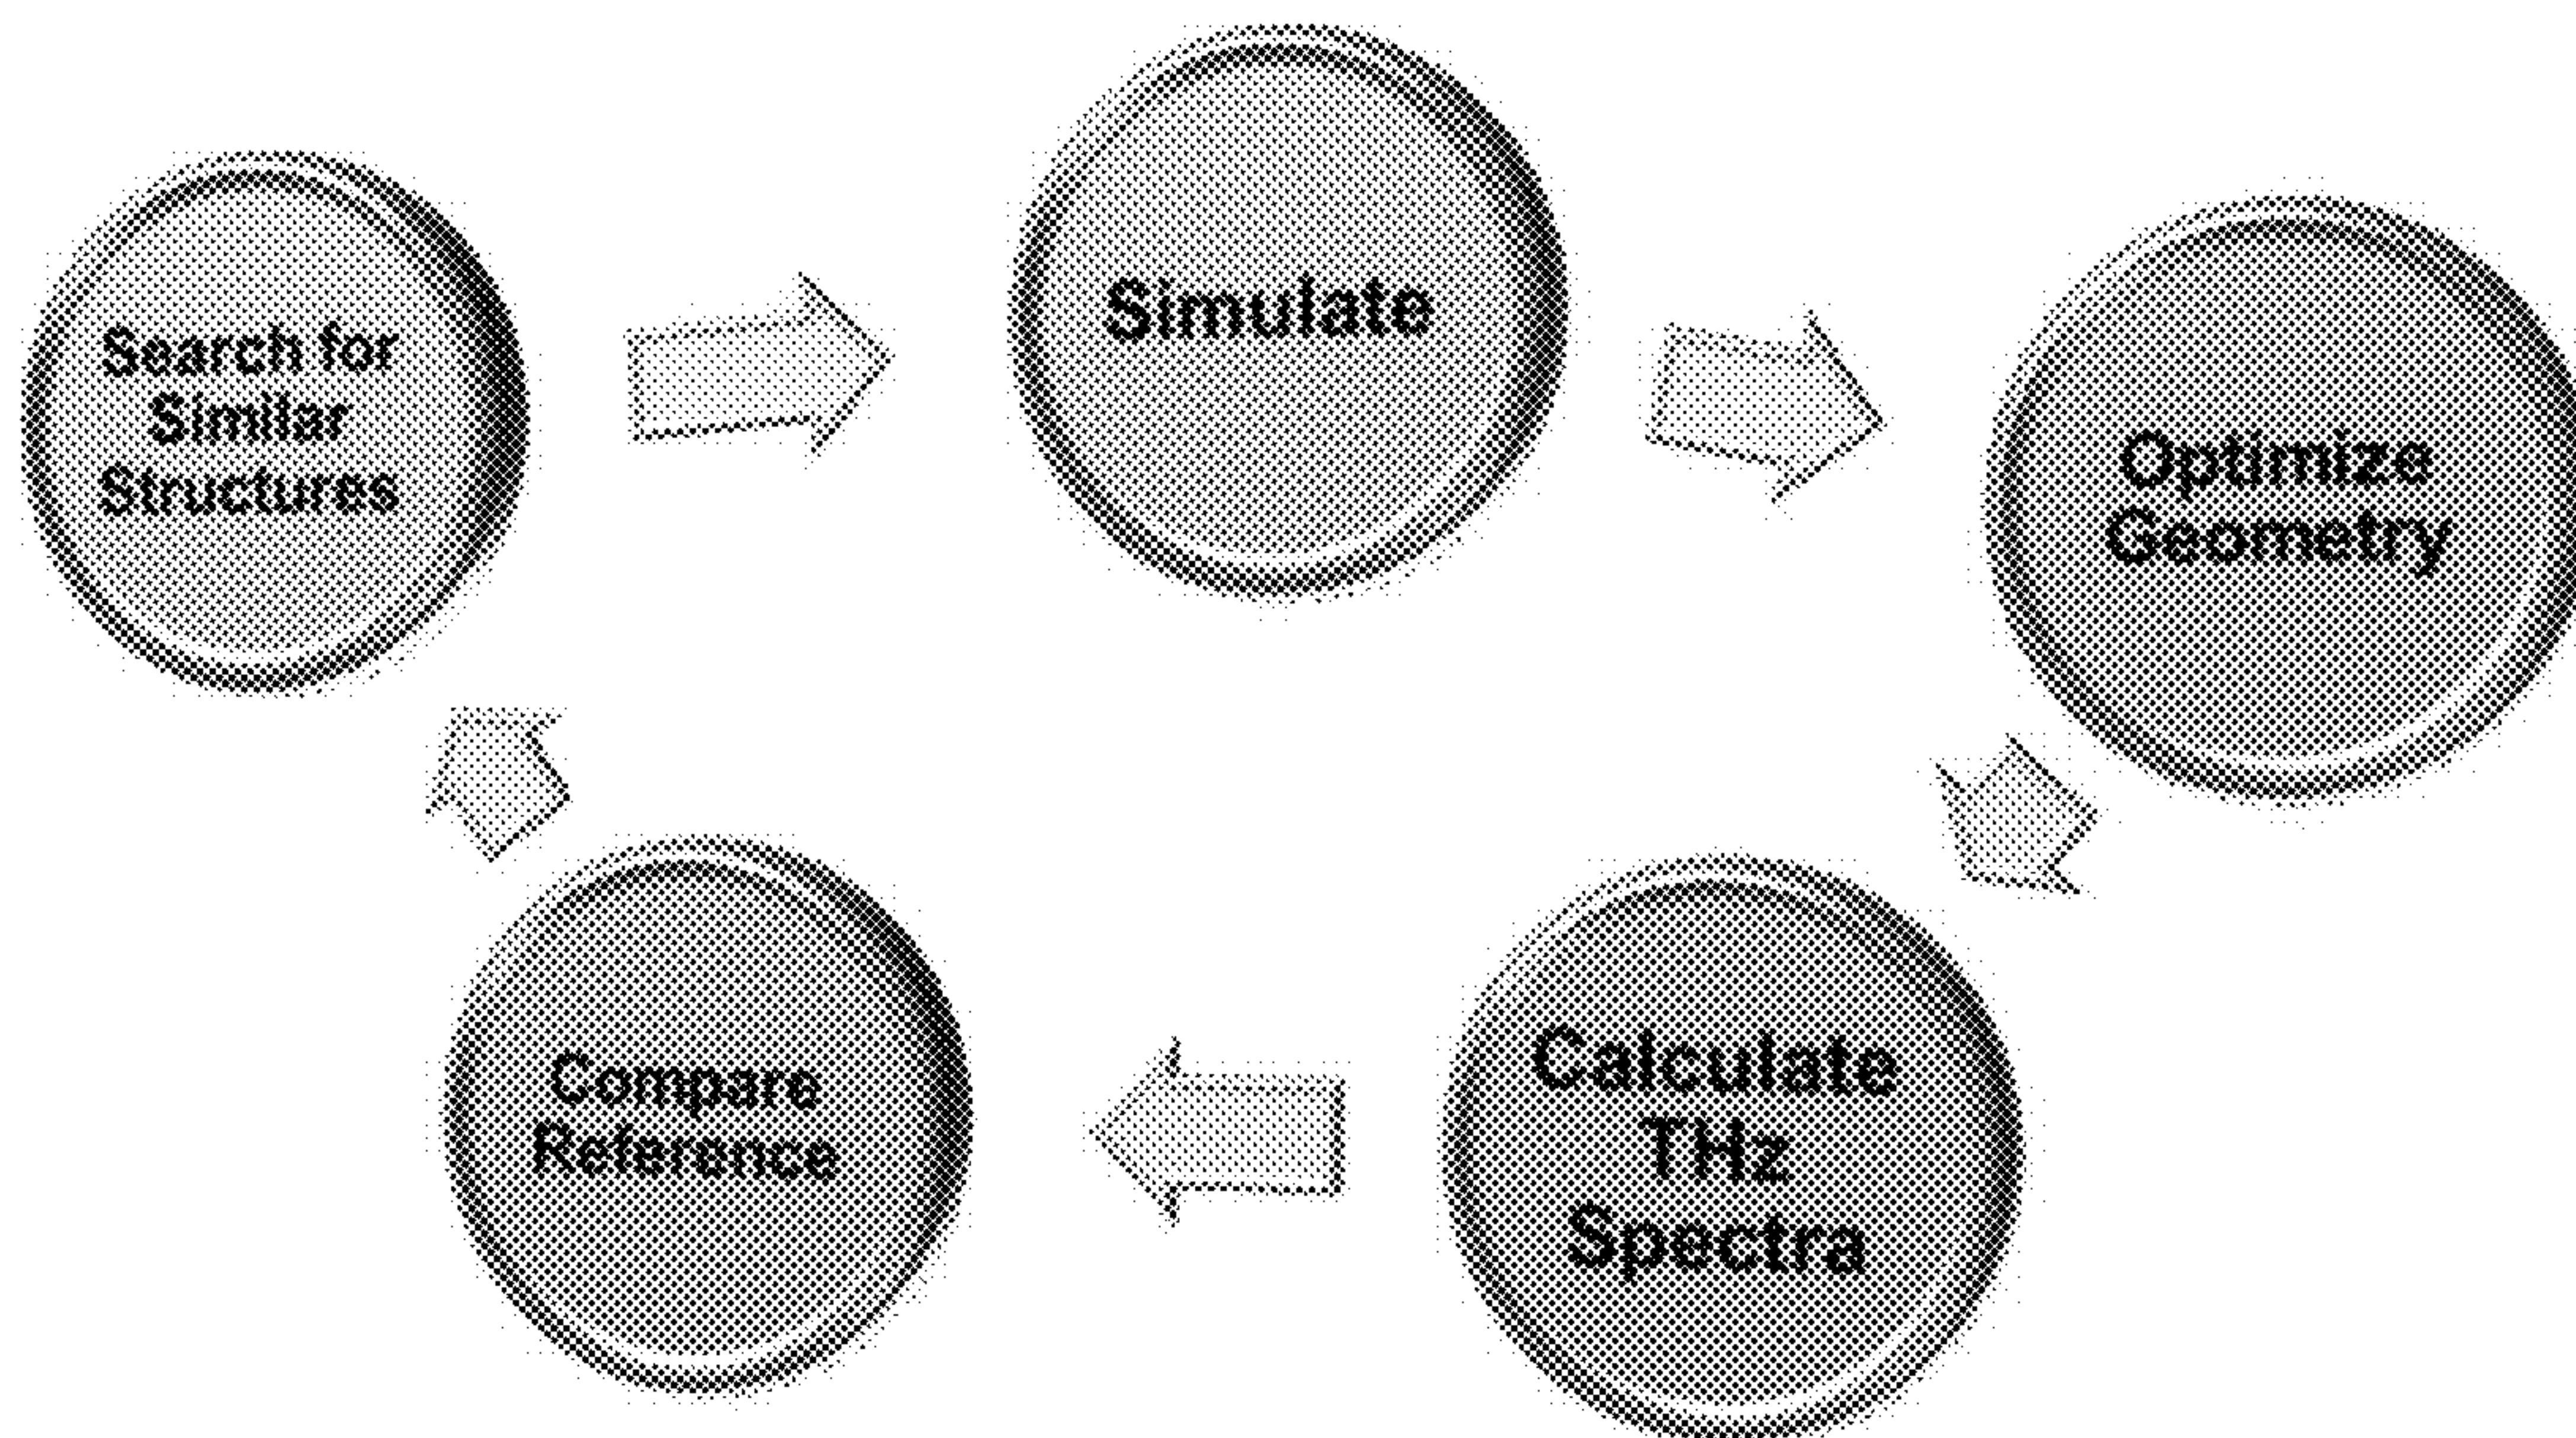 Search for
Similar
Structures
Simulate
Optimize
Geometry
Calculate
THz
Spectra
Compare
Reference